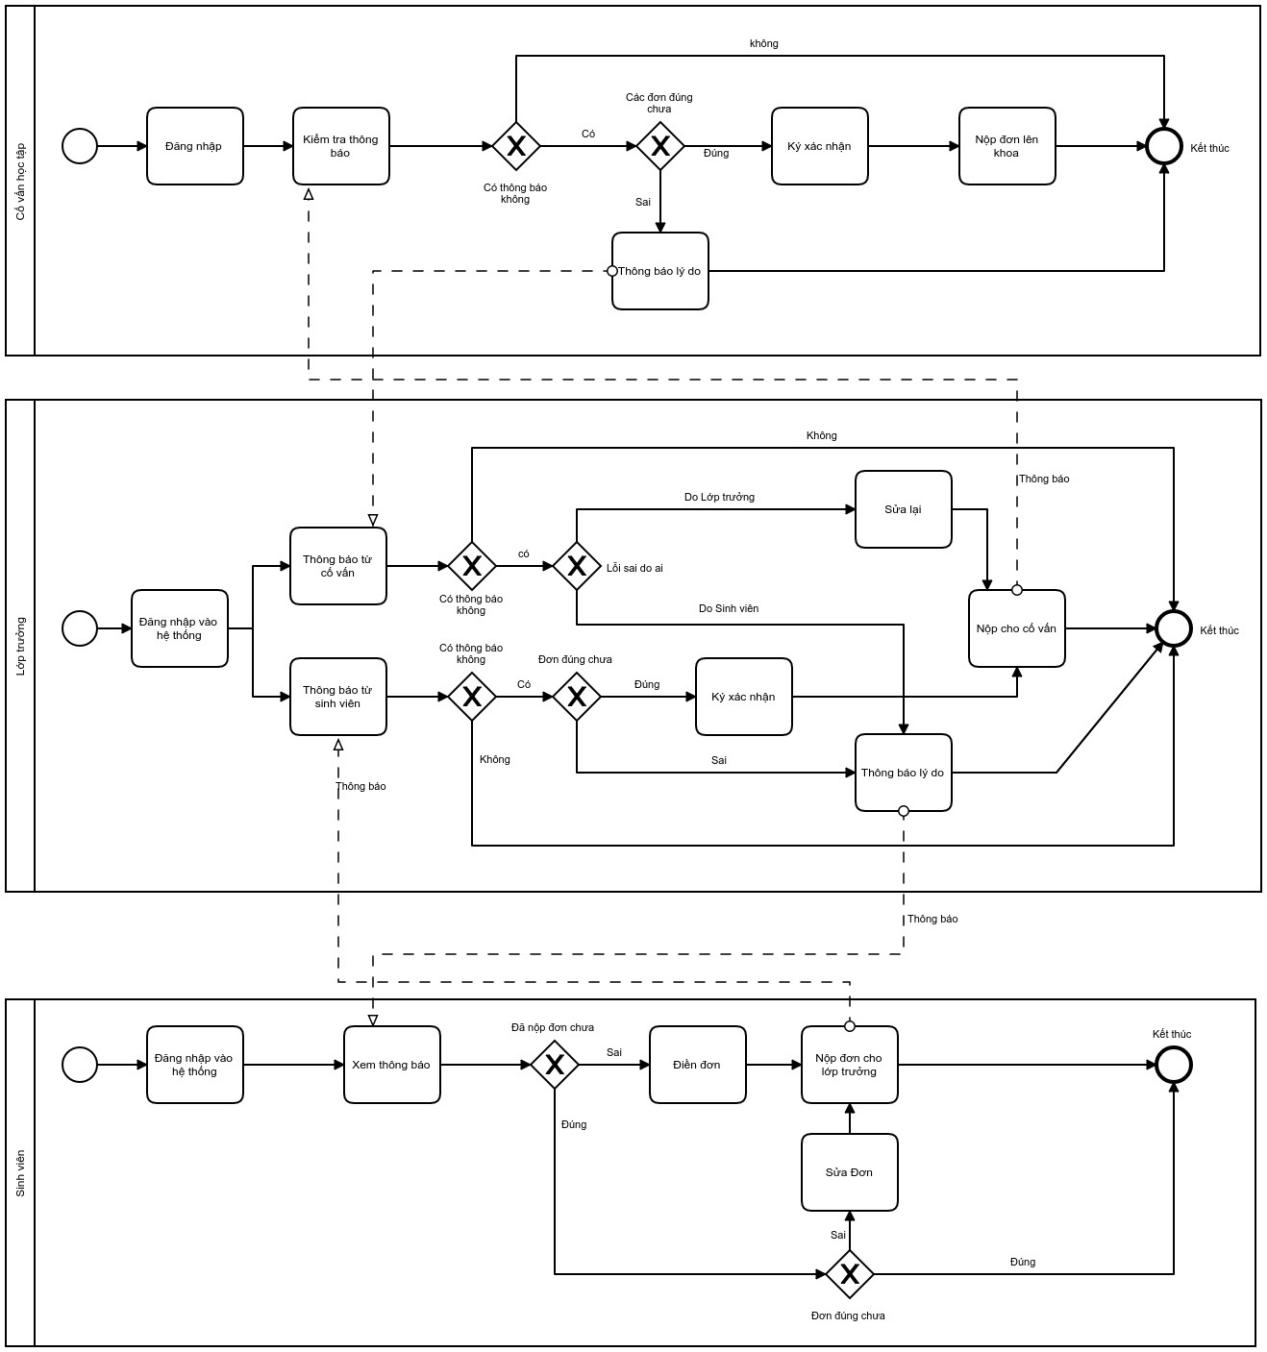 Cố vấn học tập
không
Đăng nhập
Kiểm tra thông
báo
Có thông báo
không
Có
Các đơn đúng
chưa
Đúng
Ký xác nhận
Nộp đơn lên
khoa
Kết thúc
Sai
Thông báo lý do
Lớp trưởng
Không
Thông báo
Do Lớp trưởng
Sửa lại
Thông báo từ
cố vấn
có
Lỗi sai do ai
Có thông báo
không
Do Sinh viên
Đăng nhập vào
hệ thống
Nộp cho cố vấn
Kết thúc
Có thông báo
không
Đơn đúng chưa
Thông báo từ
sinh viên
Có
Đúng
Ký xác nhận
Không
Sai
Thông báo lý do
Thông báo
Thông báo
Sinh viên
Đăng nhập vào
hệ thống
Xem thông báo
Đã nộp đơn chưa
Sai
Điền đơn
Nộp đơn cho
lớp trưởng
Kết thúc
Đúng
Sửa Đơn
Sai
Đúng
Đơn đúng chưa